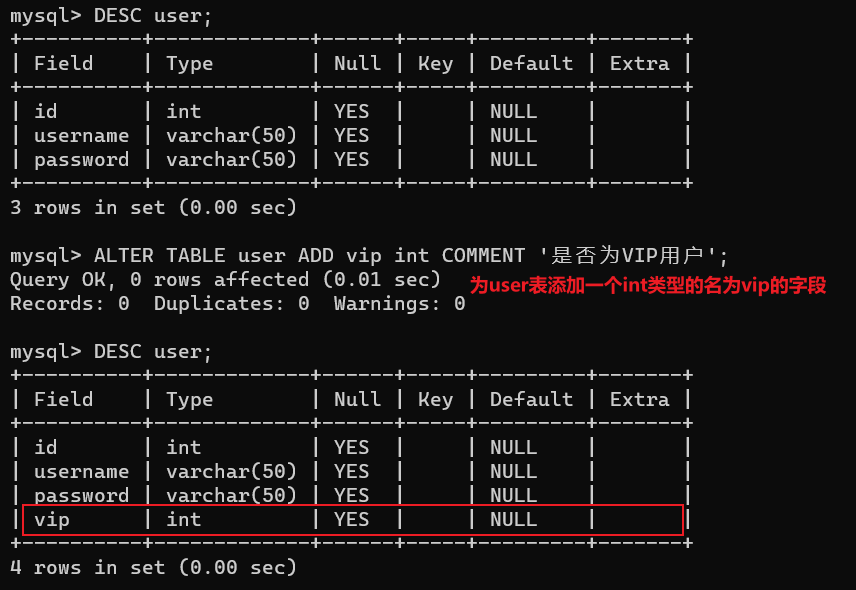 mysql> DESC user;
+----------+-------------+------+-----+---------+-------+
| Field    | Type        | Null | Key | Default | Extra |
+----------+-------------+------+-----+---------+-------+
| id       | int         | YES  |     | NULL    |       |
| username | varchar(50) | YES  |     | NULL    |       |
| password | varchar(50) | YES  |     | NULL    |       |
+----------+-------------+------+-----+---------+-------+
3 rows in set (0.00 sec)
mysql> ALTER TABLE user ADD vip int COMMENT '是否为VIP用户';
Query OK, 0 rows affected (0.01 sec)
为user表添加一个int类型的名为vip的字段
Records: 0  Duplicates: 0  Warnings: 0
mysql> DESC user;
+----------+-------------+------+-----+---------+-------+
| Field    | Type        | Null | Key | Default | Extra |
+----------+-------------+------+-----+---------+-------+
| id       | int         | YES  |     | NULL    |       |
| username | varchar(50) | YES  |     | NULL    |       |
| password | varchar(50) | YES  |     | NULL    |       |
| vip      | int         | YES  |     | NULL    |       |
+----------+-------------+------+-----+---------+-------+
4 rows in set (0.00 sec)